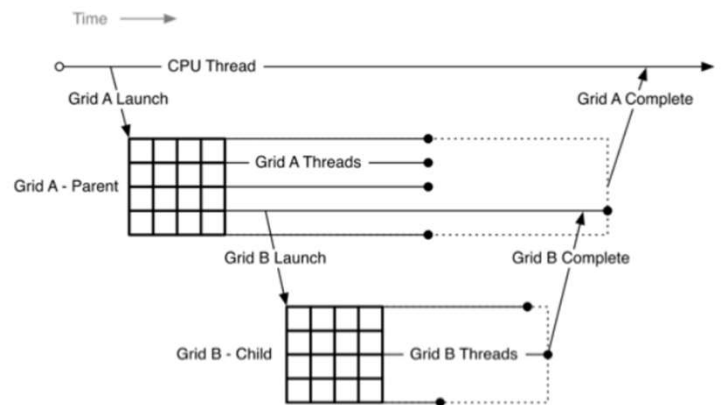 Time
CPU Thread
Grid A Launch
Grid A Complete
Grid A Threads
Grid A - Parent
Grid B Launch
Grid B Complete
Grid B - Child
Grid B Threads